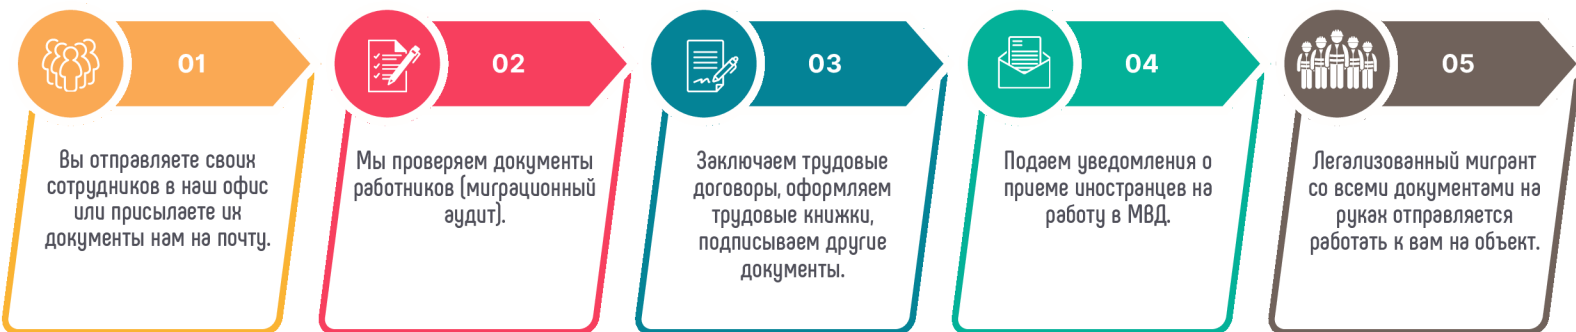 01
Вы отправляете своих
сотрудников в наш офис
или присылаете их
документы нам на почту.
02
Мы проверяем документы
работников (миграционный
аудит).
03
Заключаем трудовые
договоры, оформляем
трудовые книжки,
подписываем другие
документы.
04
Подаем уведомления о
приеме иностранцев на
работу в МВД.
05
Легализованный мигрант
со всеми документами на
руках отправляется
работать к вам на объект.